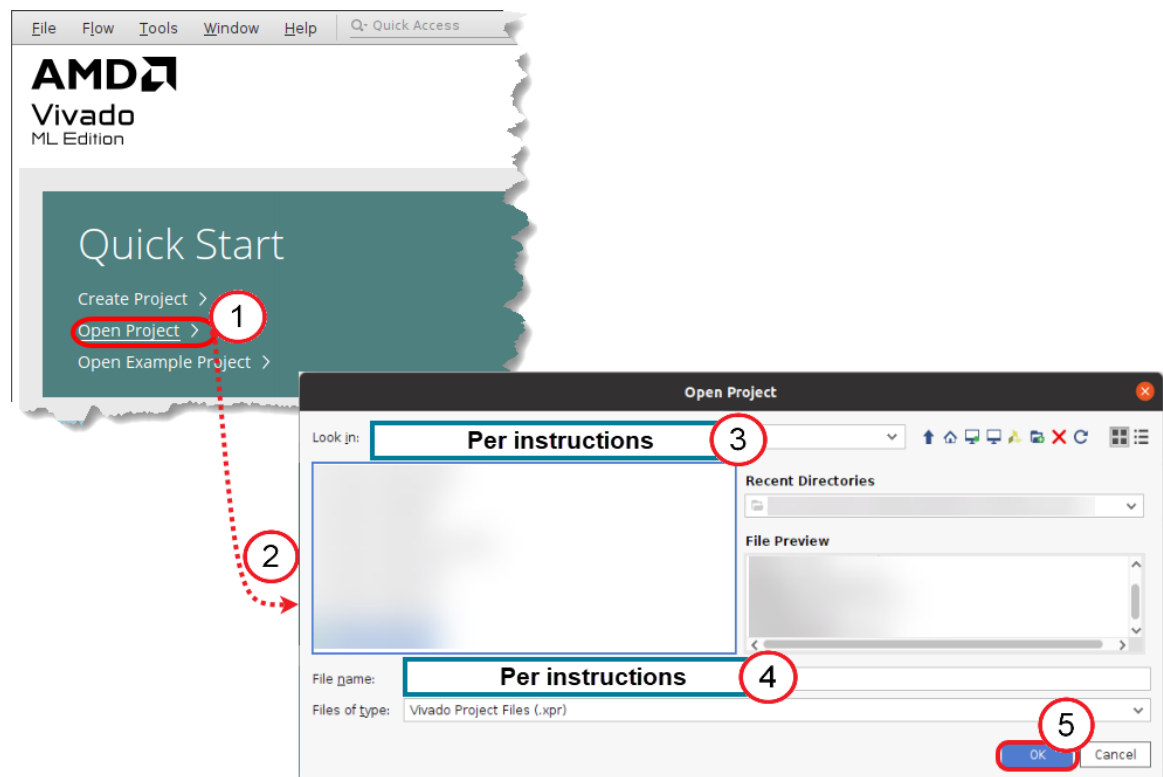 File Flow Tools Window Help Quick Access
AMD
Vivado
ML Edition
Quick Start
Create Project >
1
Open Project >
Open Example Project >
Open Project
Look in: Per instructions 3
Recent Directories
2
File Preview
File name: Per instructions 4
Files of type: Vivado Project Files (.xpr)
5
OK Cancel